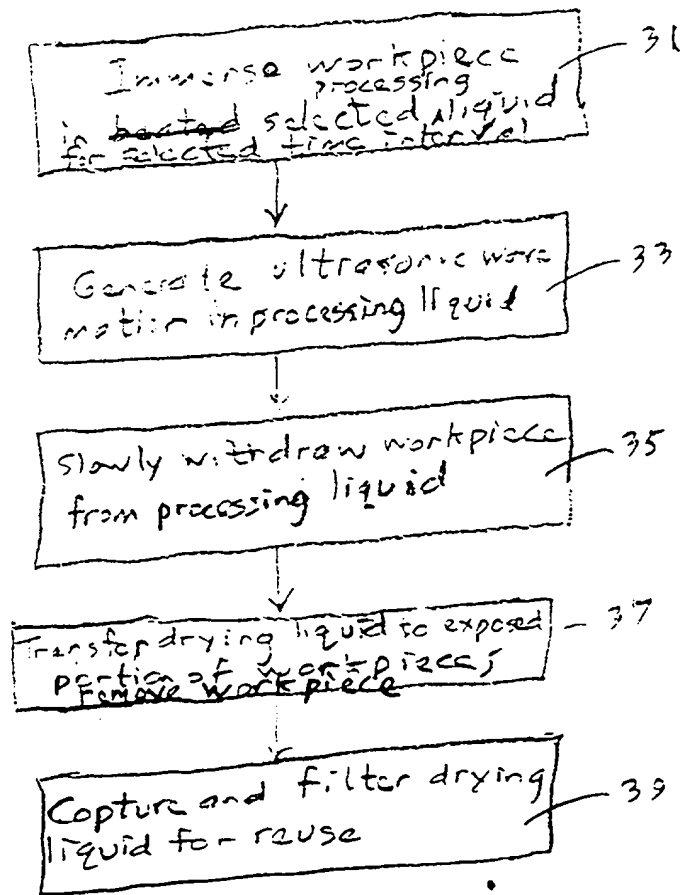 Immerse workpiece
processing
in heated selected liquid
for selected time interval
31
Generate ultrasonic wave
motion in processing liquid
33
Slowly withdraw workpiece
from processing liquid
35
Transfer drying liquid to exposed
portion of workpiece;
remove workpiece
37
Capture and filter drying
liquid for reuse
39